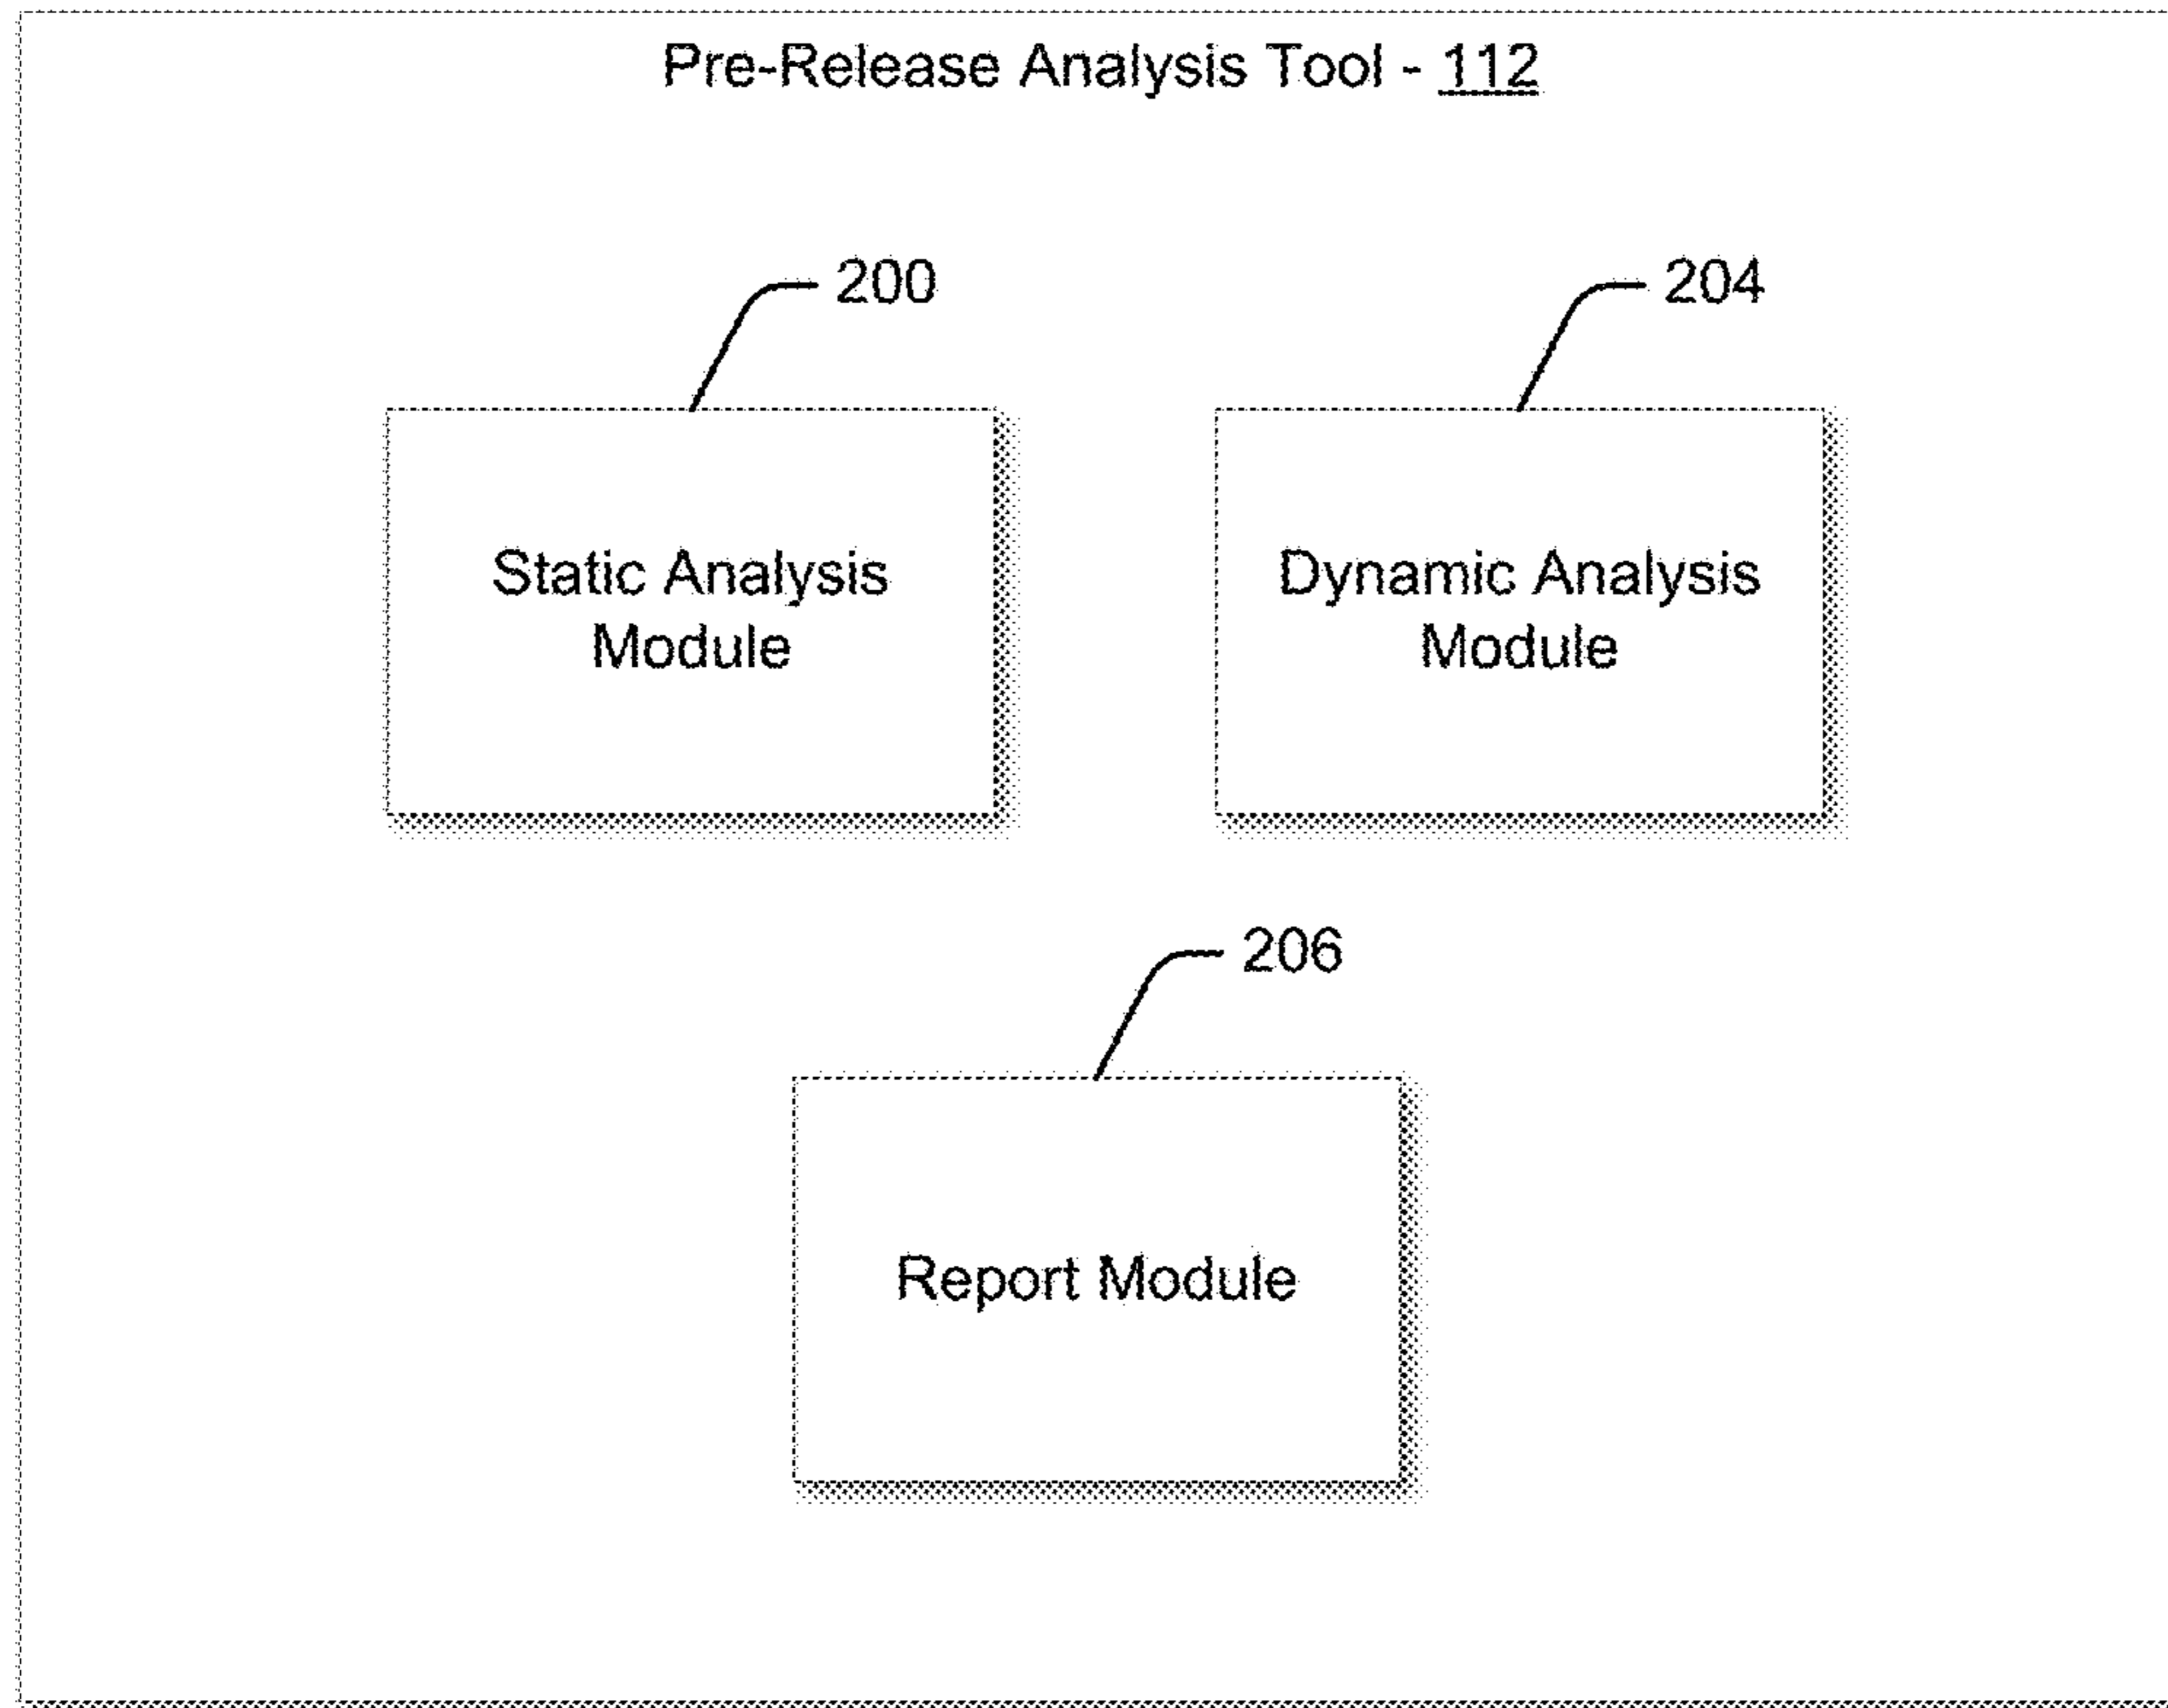 Pre-Release Analysis Tool - 112
200
204
Static Analysis
Module
Dynamic Analysis
Module
206
Report Module